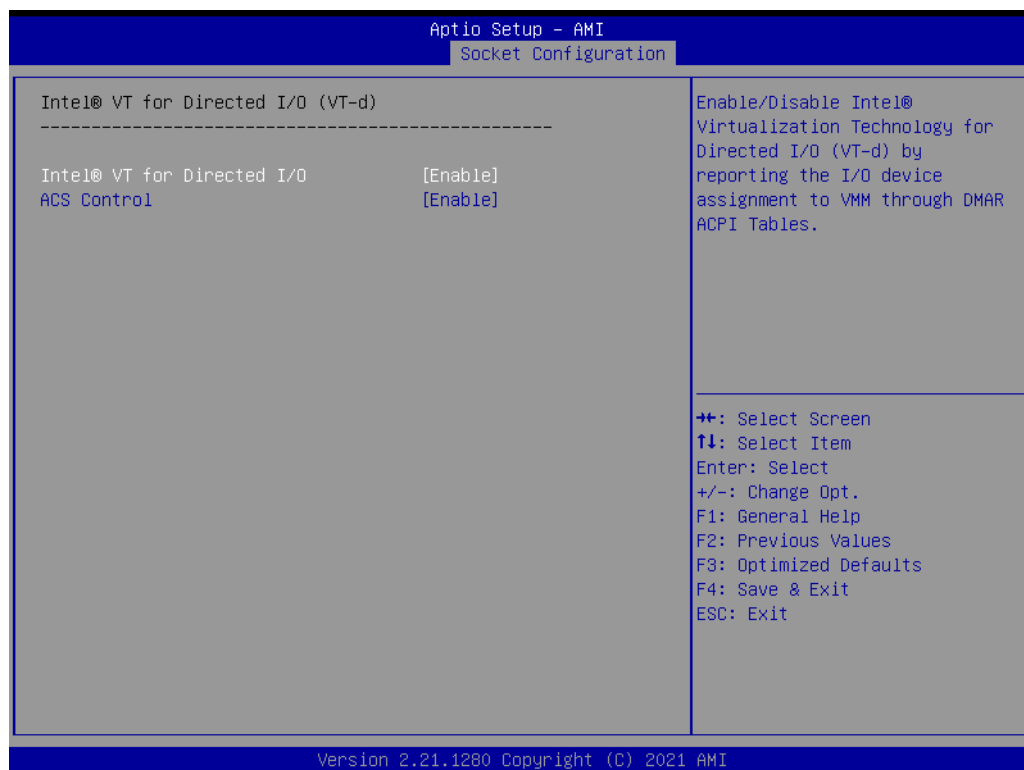 Aptio Setup – AMI
Socket Configuration
Intel® VT for Directed I/O (VT-d)
--------------------------------------------------
Intel® VT for Directed I/O [Enable]
ACS Control [Enable]
Enable/Disable Intel®
Virtualization Technology for
Directed I/O (VT-d) by
reporting the I/O device
assignment to VMM through DMAR
ACPI Tables.
→←: Select Screen
↑↓: Select Item
Enter: Select
+/-: Change Opt.
F1: General Help
F2: Previous Values
F3: Optimized Defaults
F4: Save & Exit
ESC: Exit
Version 2.21.1280 Copyright (C) 2021 AMI